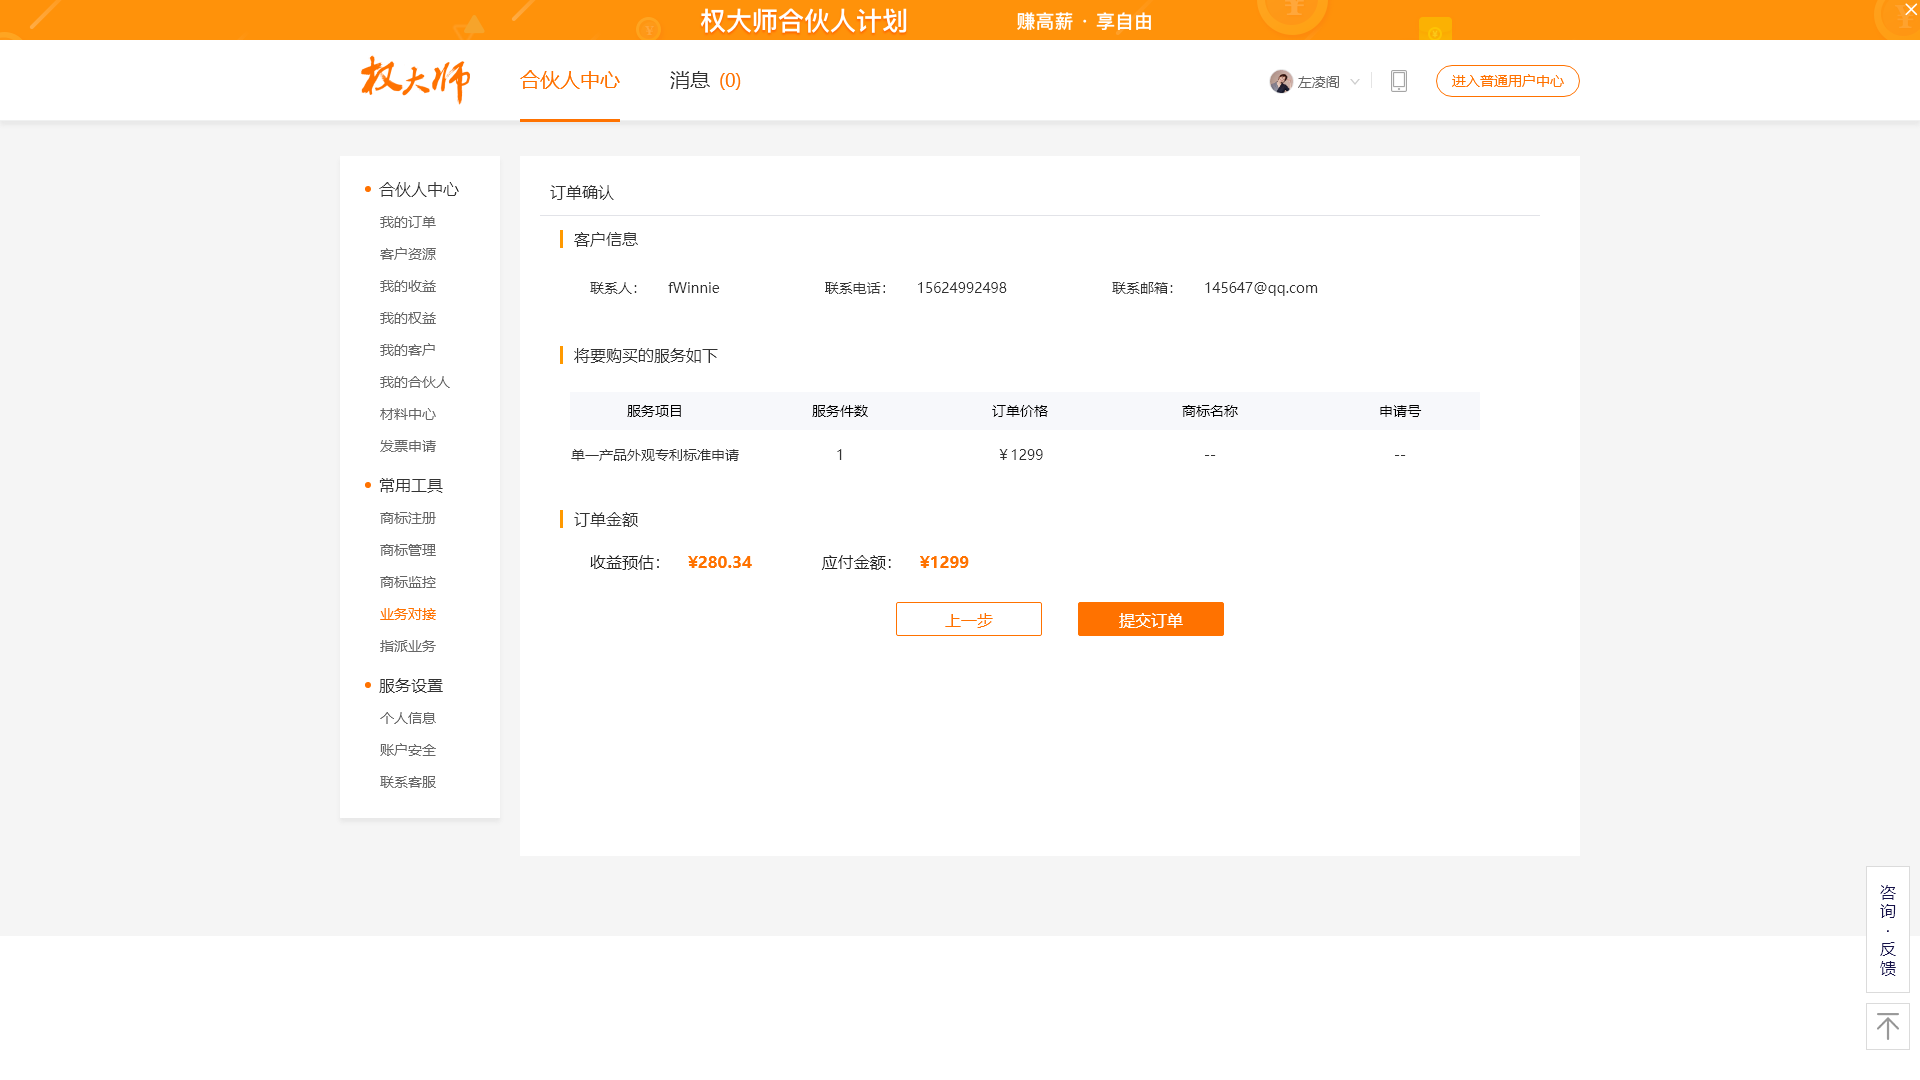 权大师合伙人计划 赚高薪 · 享自由
权大师 合伙人中心 消息 (0) 左凌阁 进入普通用户中心
合伙人中心
我的订单
客户资源
我的收益
我的权益
我的客户
我的合伙人
材料中心
发票申请
常用工具
商标注册
商标管理
商标监控
业务对接
指派业务
服务设置
个人信息
账户安全
联系客服
订单确认
客户信息
联系人： fWinnie 联系电话： 15624992498 联系邮箱： 145647@qq.com
将要购买的服务如下
服务项目 服务件数 订单价格 商标名称 申请号
单一产品外观专利标准申请 1 ¥1299 -- --
订单金额
收益预估： ¥280.34 应付金额： ¥1299
上一步 提交订单
咨询·反馈